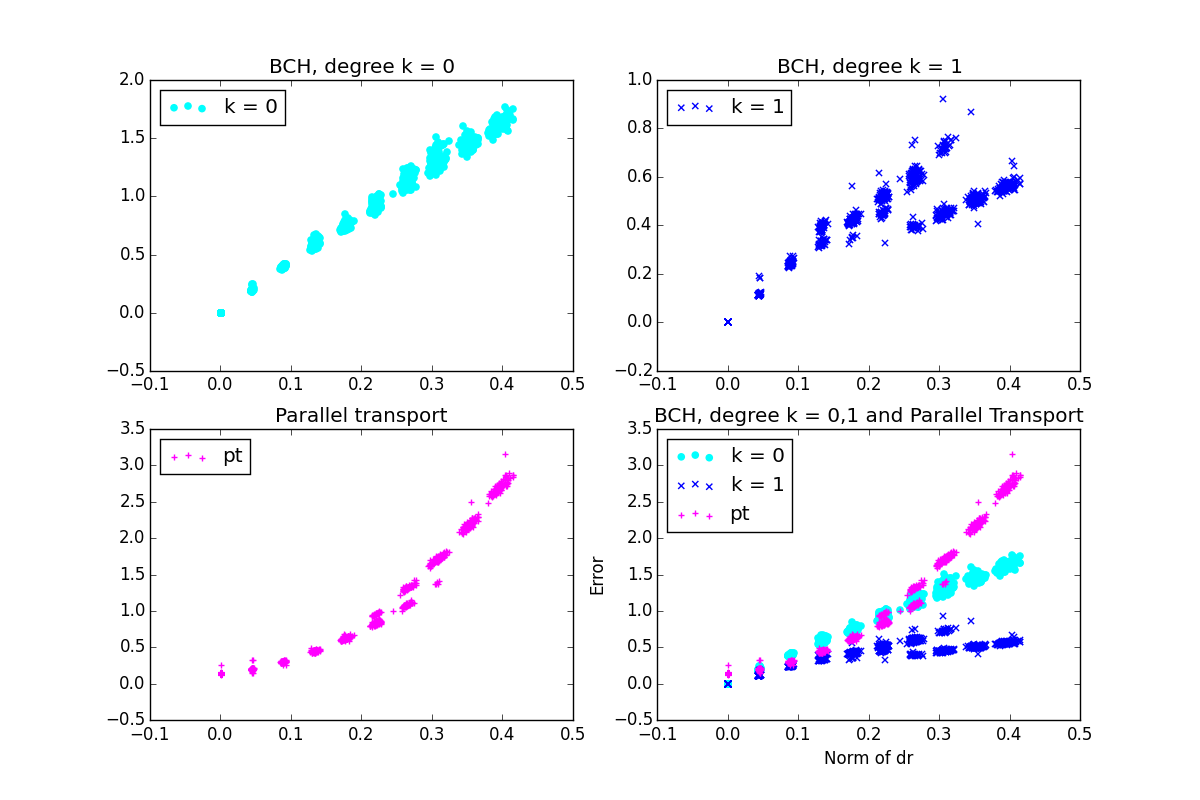 BCH, degree k = 0
2.0
1.5
1.0
0.5
0.0
−0.5
−0.1 0.0 0.1 0.2 0.3 0.4 0.5
k = 0
BCH, degree k = 1
1.0
0.8
0.6
0.4
0.2
0.0
−0.2
−0.1 0.0 0.1 0.2 0.3 0.4 0.5
k = 1
Parallel transport
3.5
3.0
2.5
2.0
1.5
1.0
0.5
0.0
−0.5
−0.1 0.0 0.1 0.2 0.3 0.4 0.5
pt
BCH, degree k = 0,1 and Parallel Transport
3.5
3.0
2.5
2.0
1.5
1.0
0.5
0.0
−0.5
−0.1 0.0 0.1 0.2 0.3 0.4 0.5
k = 0
k = 1
pt
Error
Norm of dr